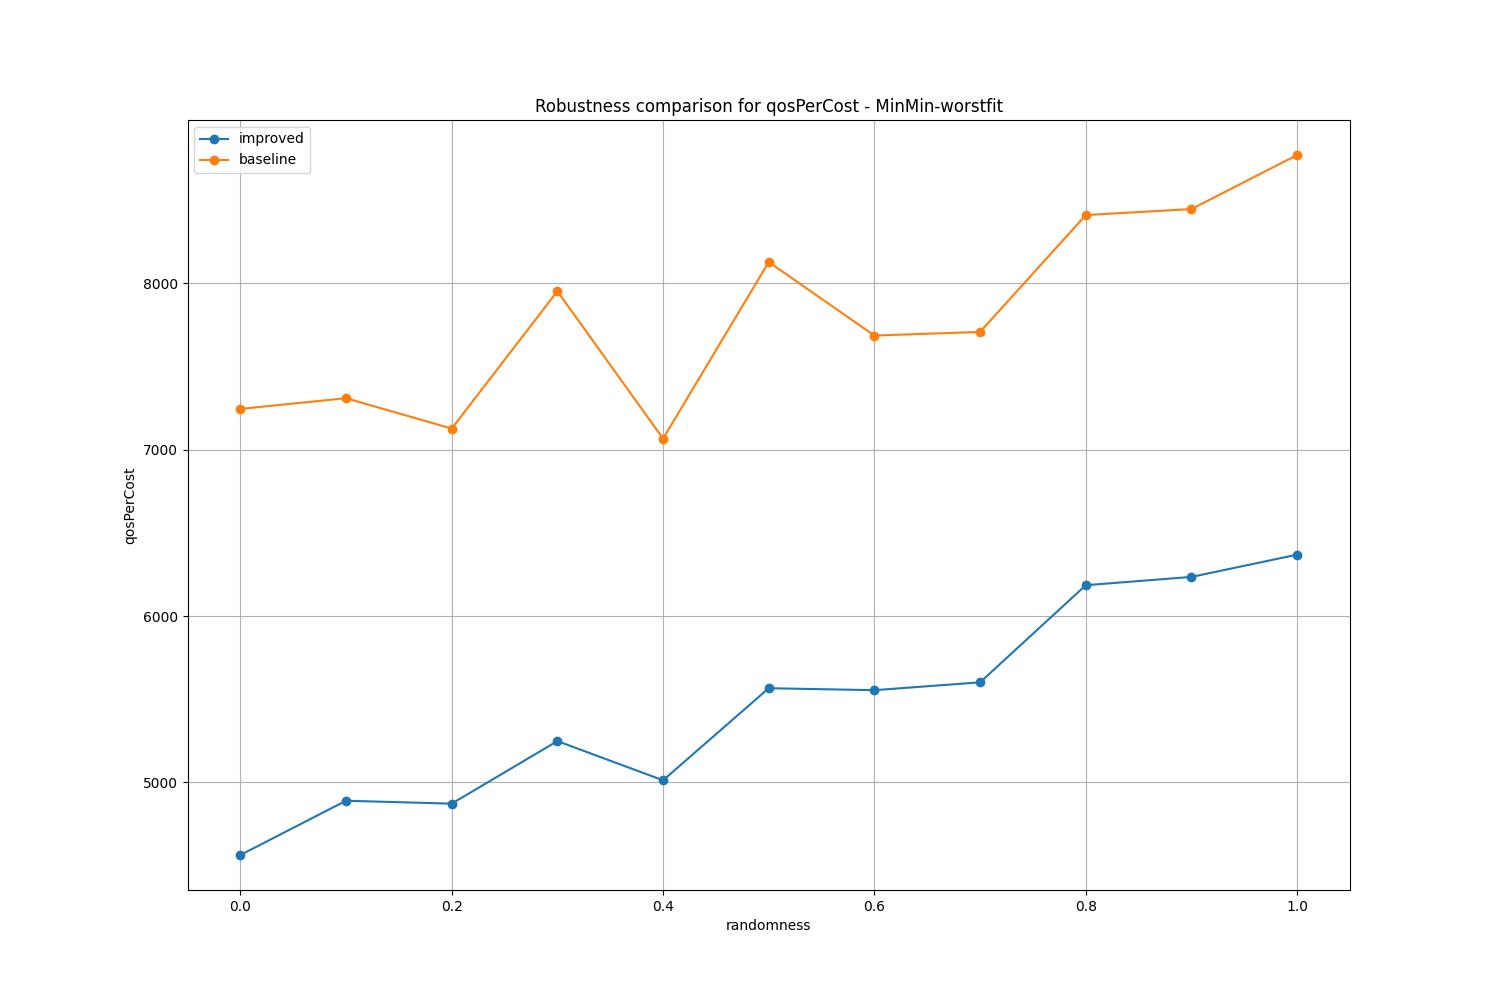 Robustness comparison for qosPerCost - MinMin-worstfit
improved
baseline
8000
7000
6000
5000
qosPerCost
0.0
0.2
0.4
0.6
0.8
1.0
randomness